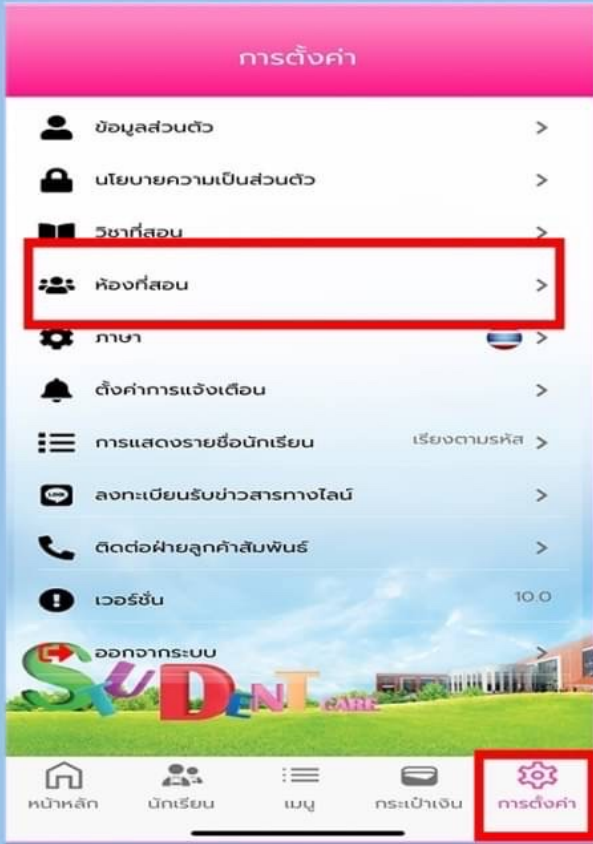 การตั้งค่า
ข้อมูลส่วนตัว
นโยบายความเป็นส่วนตัว
วิชาที่สอน
ห้องที่สอน
ภาษา
ตั้งค่าการแจ้งเตือน
การแสดงรายชื่อนักเรียน เรียงตามรหัส
LINE
ลงทะเบียนรับข่าวสารทางไลน์
ติดต่อฝ่ายลูกค้าสัมพันธ์
เวอร์ชั่น 10.0
ออกจากระบบ
STUDENT CARE
หน้าหลัก นักเรียน เมนู กระเป๋าเงิน การตั้งค่า